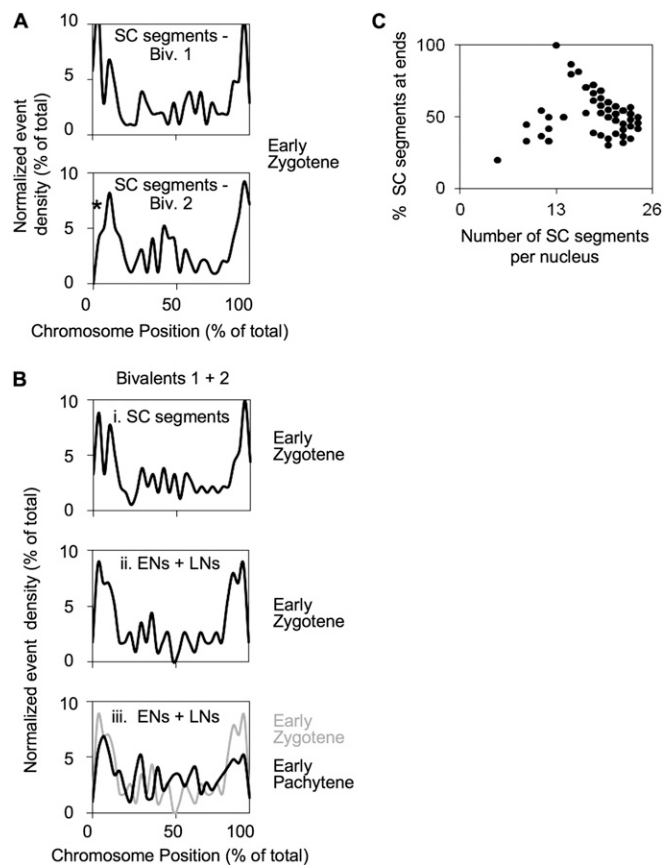 A
Normalized event
density (% of total)
10
5
0
SC segments -
Biv. 1
10
5
0
SC segments -
Biv. 2
*
Early
Zygotene
0
50
100
Chromosome Position (% of total)
C
% SC segments at ends
100
50
0
0
13
26
Number of SC segments
per nucleus
B
Bivalents 1 + 2
Normalized event density (% of total)
10
5
0
i. SC segments
Early
Zygotene
10
5
0
ii. ENs + LNs
Early
Zygotene
10
5
0
iii. ENs + LNs
Early
Zygotene
Early
Pachytene
0
50
100
Chromosome Position (% of total)